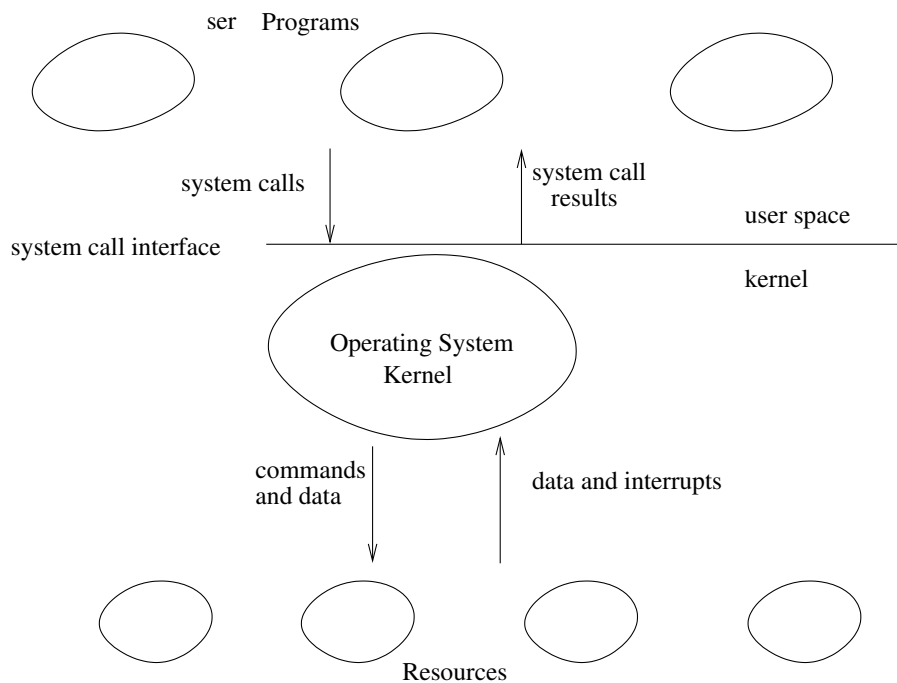 ser Programs
system calls
system call
results
user space
system call interface
kernel
Operating System
Kernel
commands
and data
data and interrupts
Resources